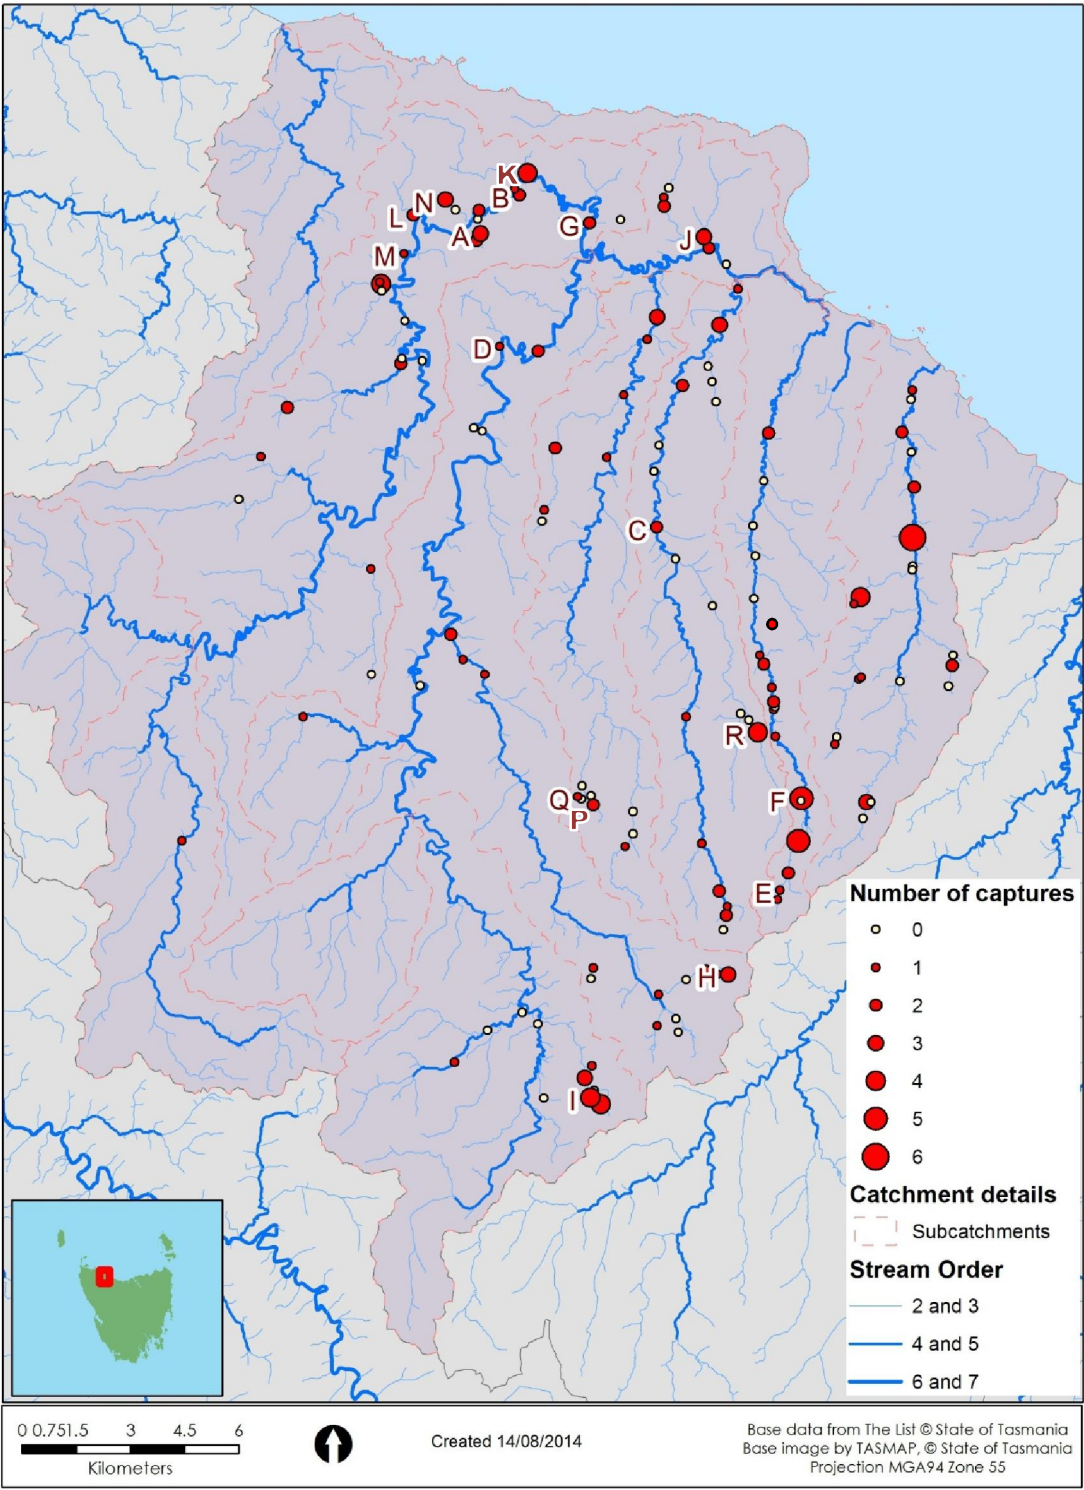 K
N
B
L
G
A
J
M
D
C
R
Q
F
P
E
H
I
Number of captures
0
1
2
3
4
5
6
Catchment details
Subcatchments
Stream Order
2 and 3
4 and 5
6 and 7
0 0.751.5 3 4.5 6
Kilometers
Created 14/08/2014
Base data from The List © State of Tasmania
Base image by TASMAP, © State of Tasmania
Projection MGA94 Zone 55